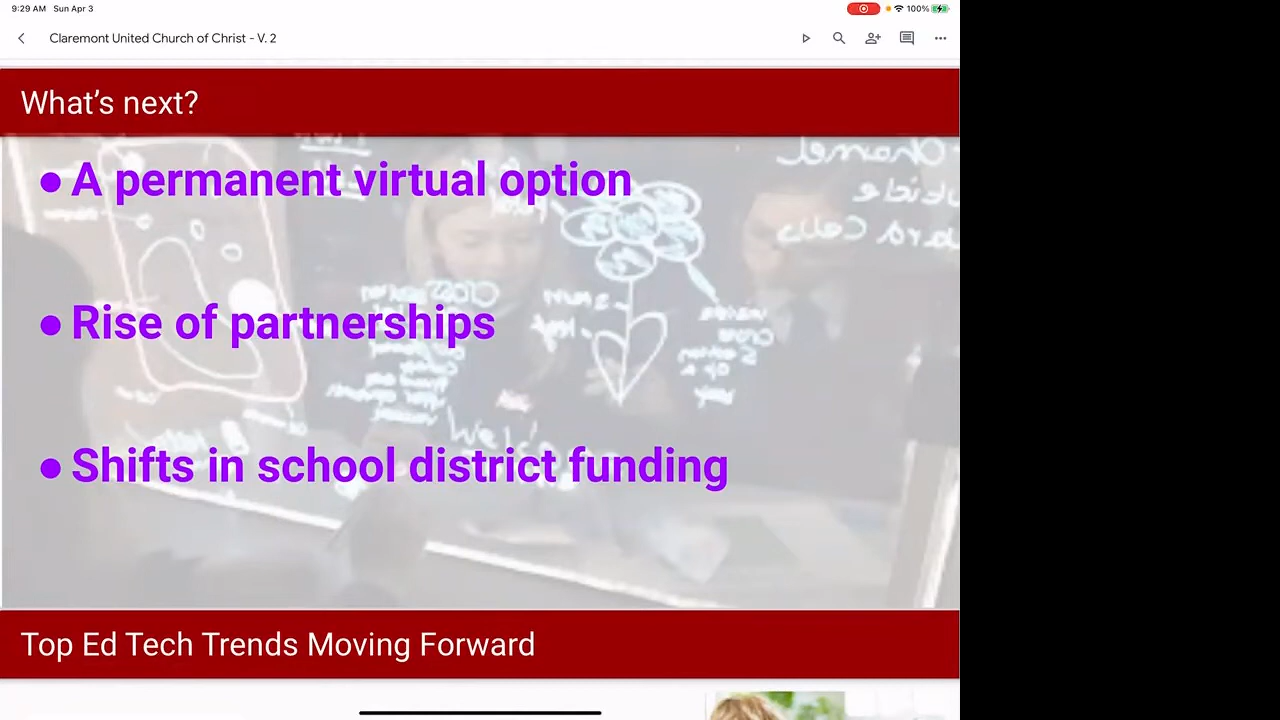 9:29 AM Sun Apr 3
100%
Claremont United Church of Christ - V. 2
What's next?
● A permanent virtual option
● Rise of partnerships
● Shifts in school district funding
Top Ed Tech Trends Moving Forward